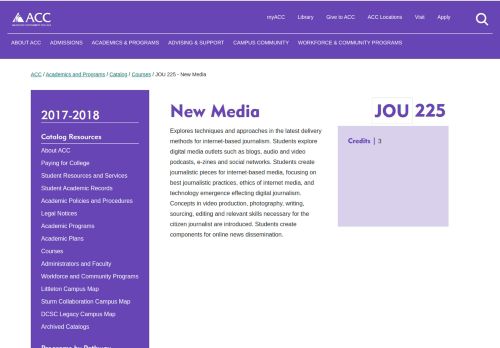 ACC
myACC Library Give to ACC ACC Locations Visit Apply
ABOUT ACC ADMISSIONS ACADEMICS & PROGRAMS ADVISING & SUPPORT CAMPUS COMMUNITY WORKFORCE & COMMUNITY PROGRAMS
ACC / Academics and Programs / Catalog / Courses / JOU 225 - New Media
2017-2018
Catalog Resources
About ACC
Paying for College
Student Resources and Services
Student Academic Records
Academic Policies and Procedures
Legal Notices
Academic Programs
Academic Plans
Courses
Administrators and Faculty
Workforce and Community Programs
Littleton Campus Map
Sturm Collaboration Campus Map
DCSC Legacy Campus Map
Archived Catalogs
Programs by Pathway
New Media
Explores techniques and approaches in the latest delivery
methods for internet-based journalism. Students explore
digital media outlets such as blogs, audio and video
podcasts, e-zines and social networks. Students create
journalistic pieces for internet-based media, focusing on
best journalistic practices, ethics of internet media, and
technology emergence effecting digital journalism.
Concepts in video production, photography, writing,
sourcing, editing and relevant skills necessary for the
citizen journalist are introduced. Students create
components for online news dissemination.
JOU 225
Credits | 3